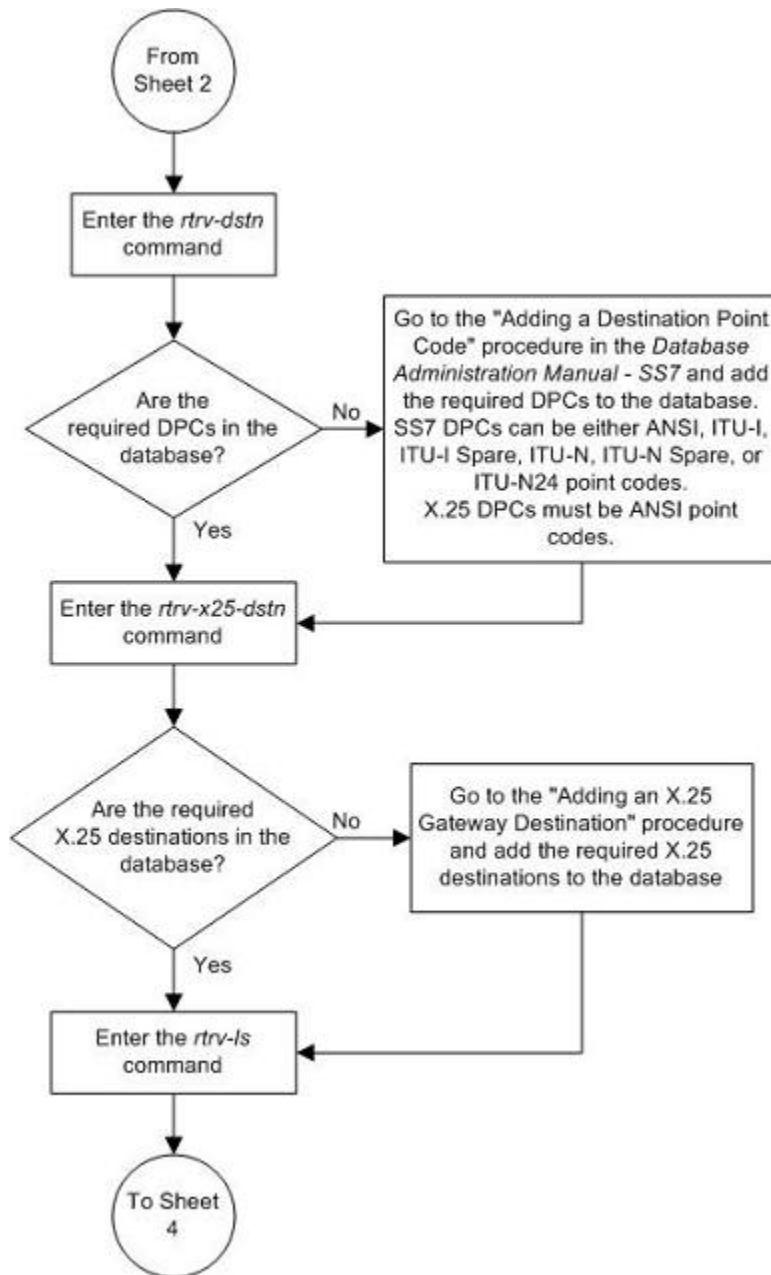 From
Sheet 2
Enter the rtrv-dstn
command
Are the
required DPCs in the
database?
No
Yes
Go to the "Adding a Destination Point
Code" procedure in the Database
Administration Manual - SS7 and add
the required DPCs to the database.
SS7 DPCs can be either ANSI, ITU-I,
ITU-I Spare, ITU-N, ITU-N Spare, or
ITU-N24 point codes.
X.25 DPCs must be ANSI point
codes.
Enter the rtrv-x25-dstn
command
Are the required
X.25 destinations in the
database?
No
Yes
Go to the "Adding an X.25
Gateway Destination" procedure
and add the required X.25
destinations to the database
Enter the rtrv-ls
command
To Sheet
4